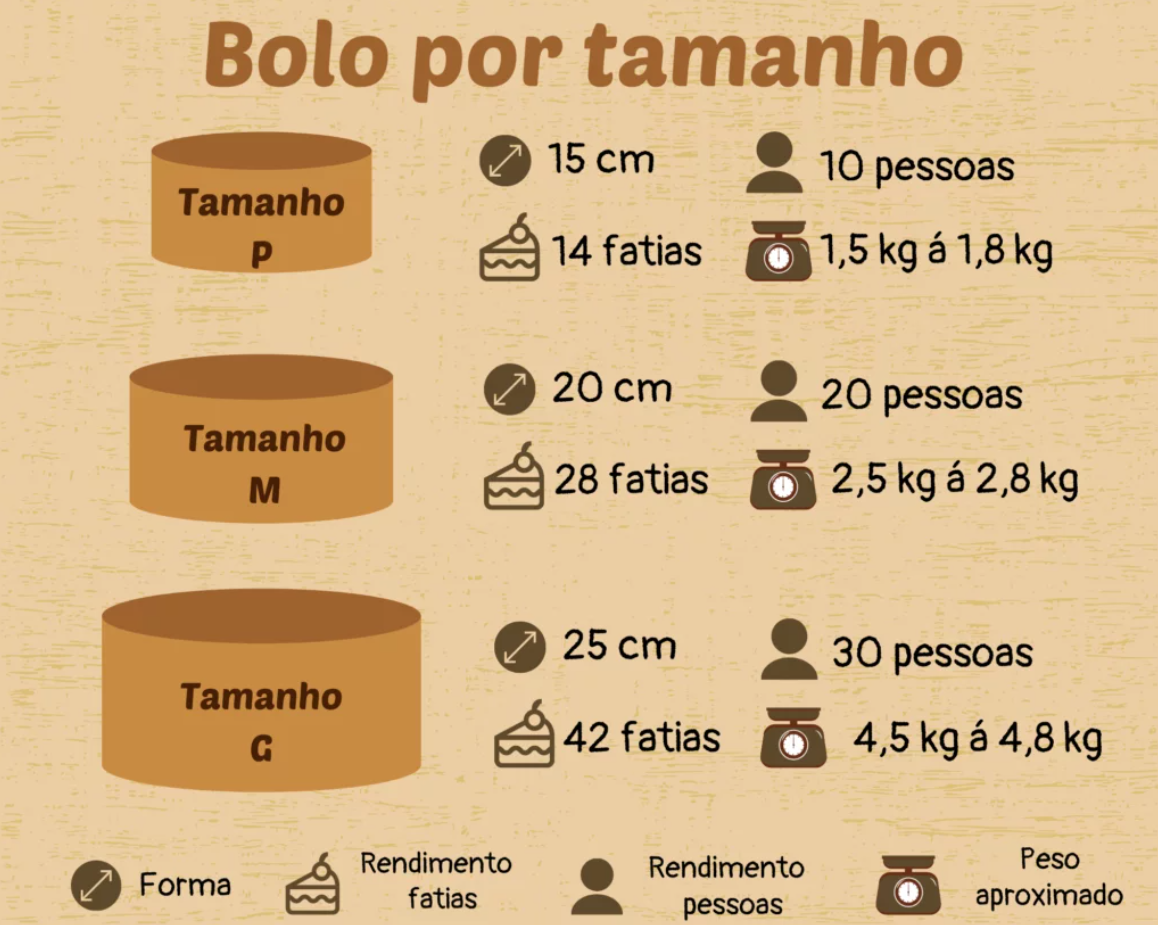 Bolo por tamanho
Tamanho
P
15 cm
10 pessoas
14 fatias
1,5 kg á 1,8 kg
Tamanho
M
20 cm
20 pessoas
28 fatias
2,5 kg á 2,8 kg
Tamanho
G
25 cm
30 pessoas
42 fatias
4,5 kg á 4,8 kg
Forma
Rendimento
fatias
Rendimento
pessoas
Peso
aproximado